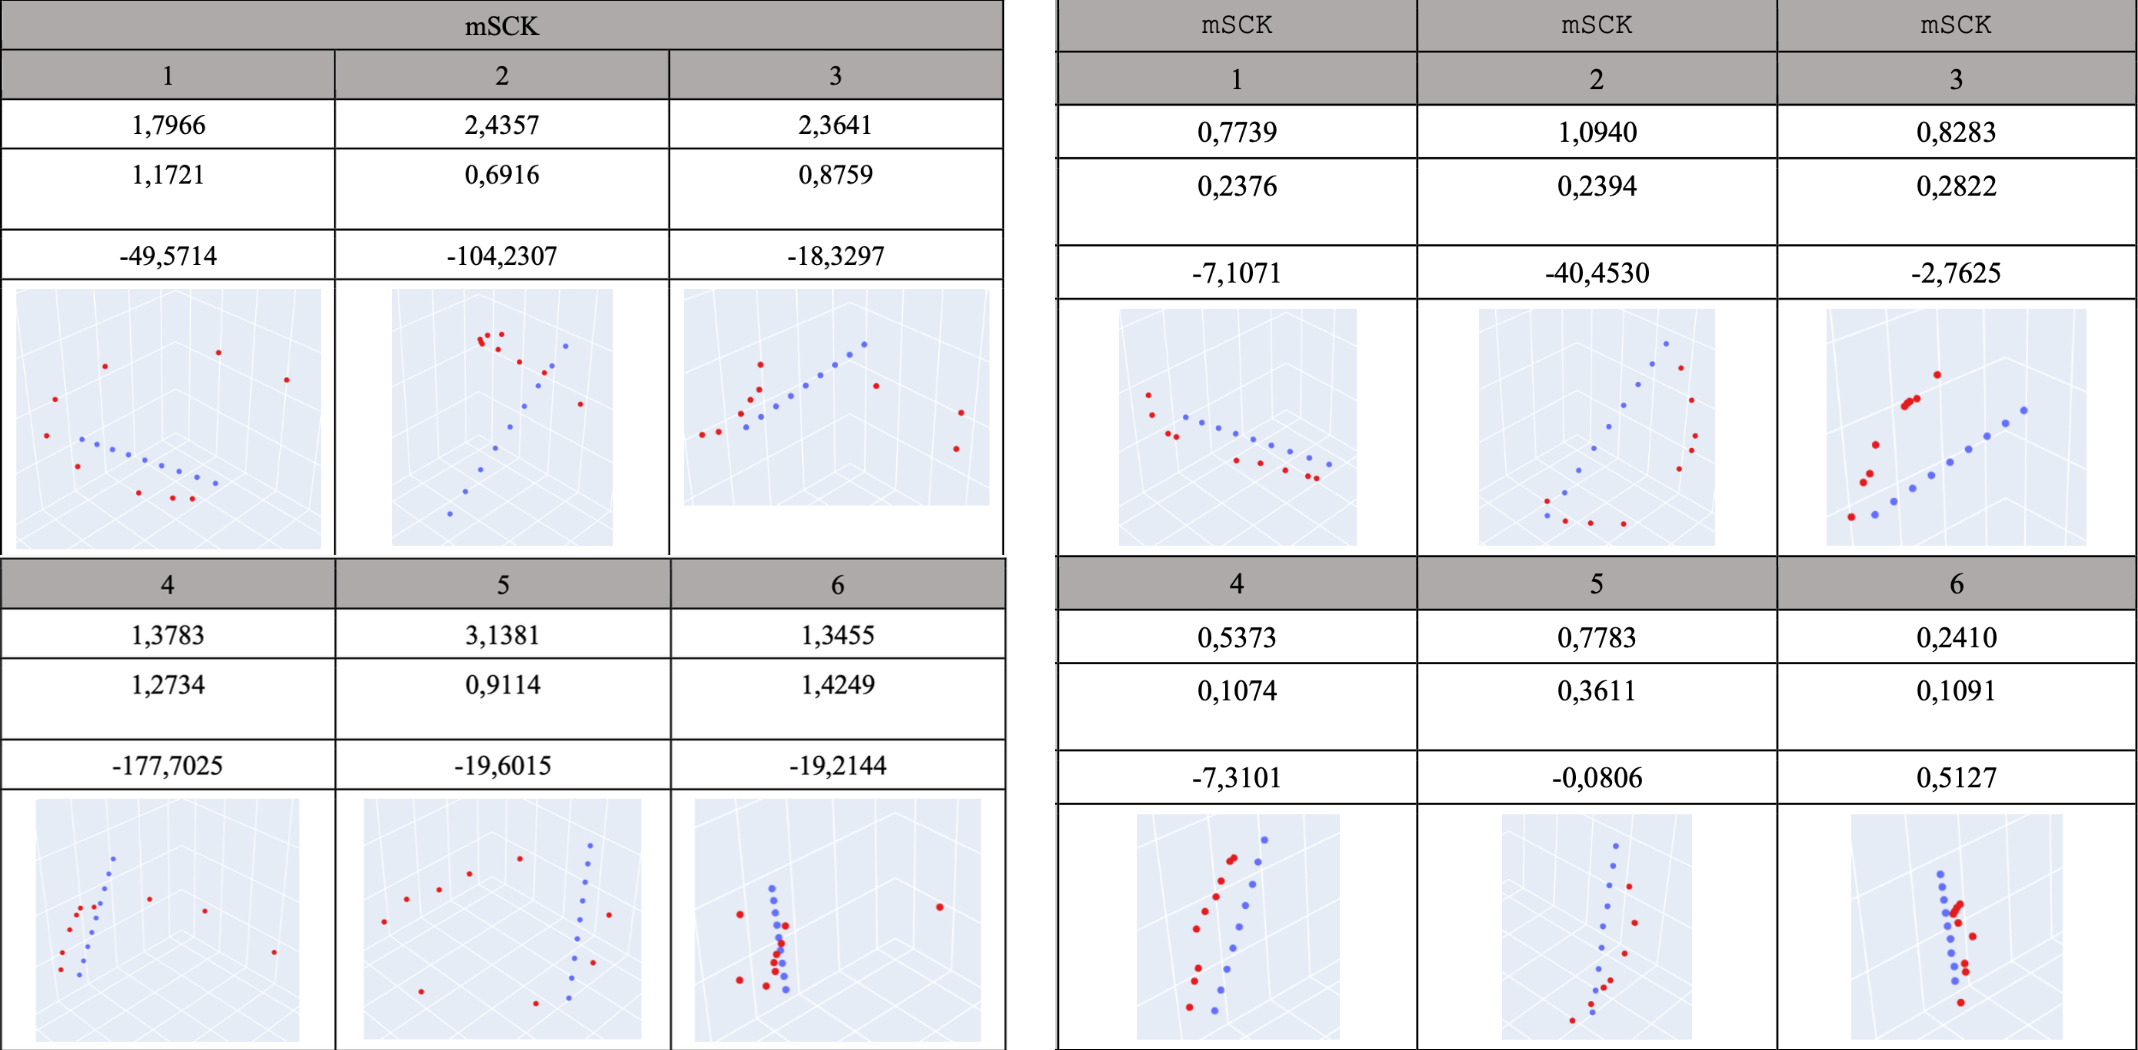 mSCK
1 2 3
1,7966 2,4357 2,3641
1,1721 0,6916 0,8759
-49,5714 -104,2307 -18,3297
4 5 6
1,3783 3,1381 1,3455
1,2734 0,9114 1,4249
-177,7025 -19,6015 -19,2144
mSCK mSCK mSCK
1 2 3
0,7739 1,0940 0,8283
0,2376 0,2394 0,2822
-7,1071 -40,4530 -2,7625
4 5 6
0,5373 0,7783 0,2410
0,1074 0,3611 0,1091
-7,3101 -0,0806 0,5127